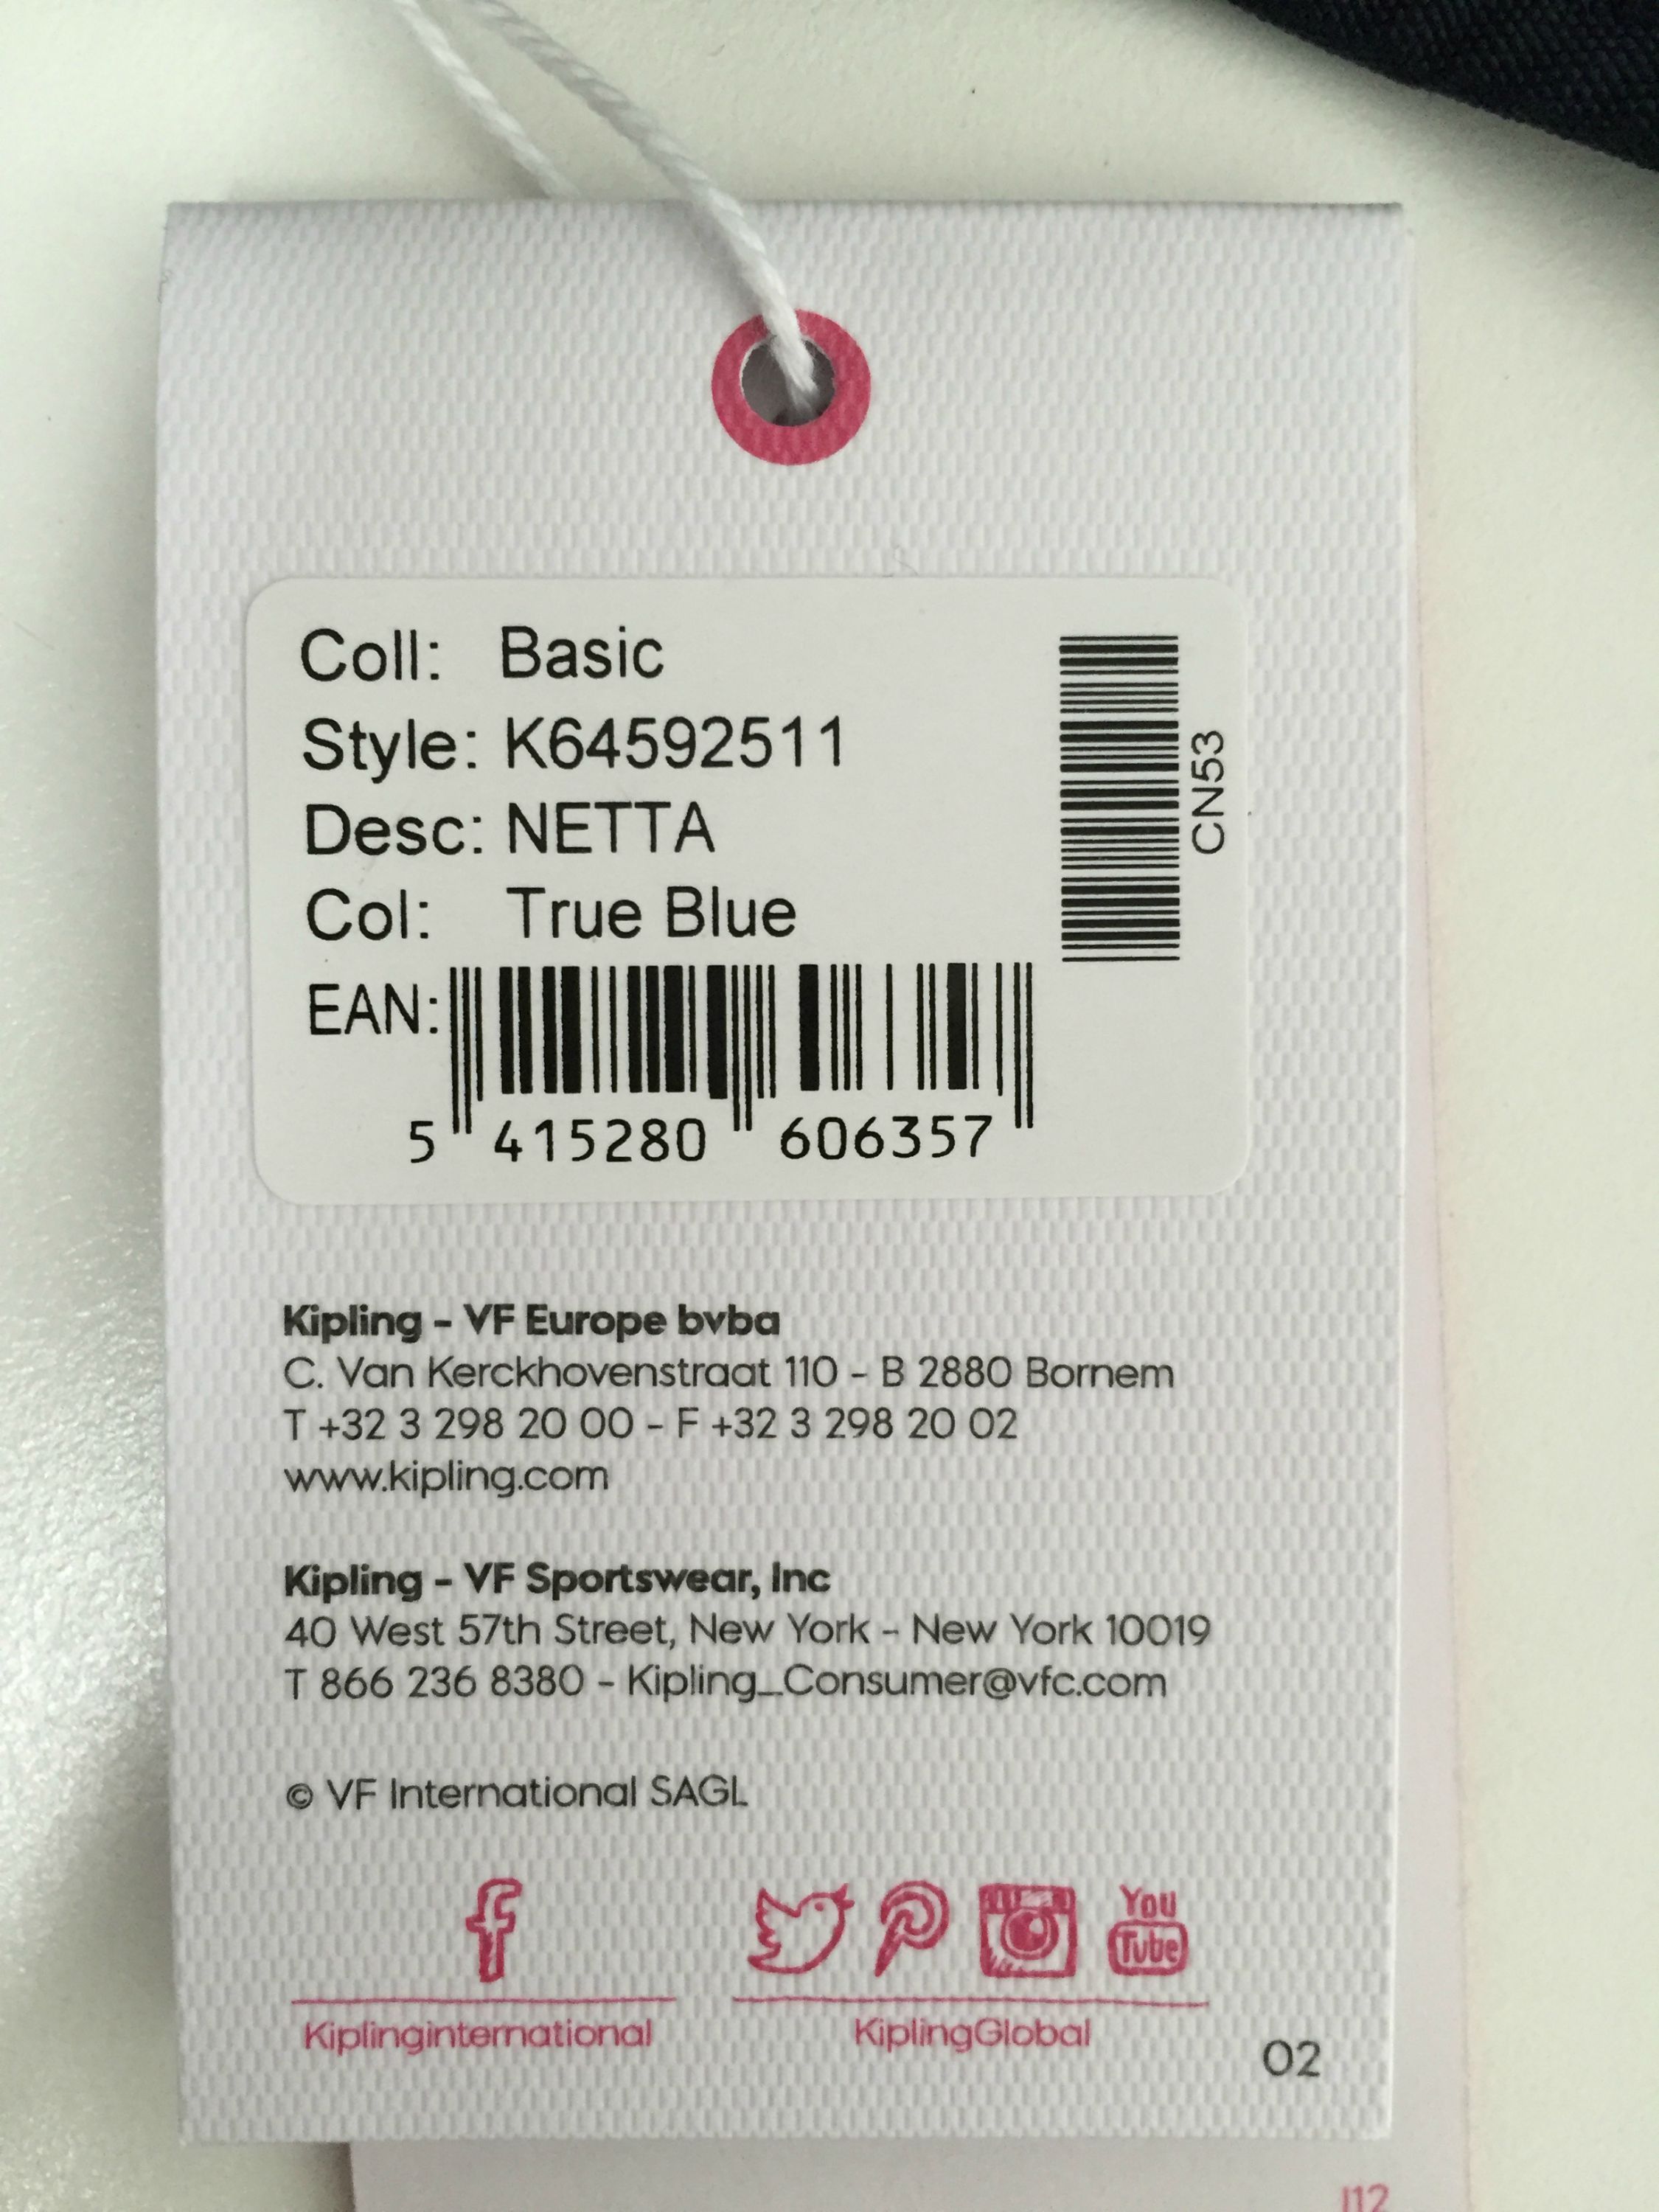 Coll: Basic
Style: K64592511
Desc: NETTA
Col: True Blue
EAN:
5 415280 606357
CN53
Kipling - VF Europe bvba
C. Van Kerckhovenstraat 110 - B 2880 Bornem
T +32 3 298 20 00 - F +32 3 298 20 02
www.kipling.com
Kipling - VF Sportswear, Inc
40 West 57th Street, New York - New York 10019
T 866 236 8380 - Kipling_Consumer@vfc.com
© VF International SAGL
You
Tube
Kiplinginternational
KiplingGlobal
02
112